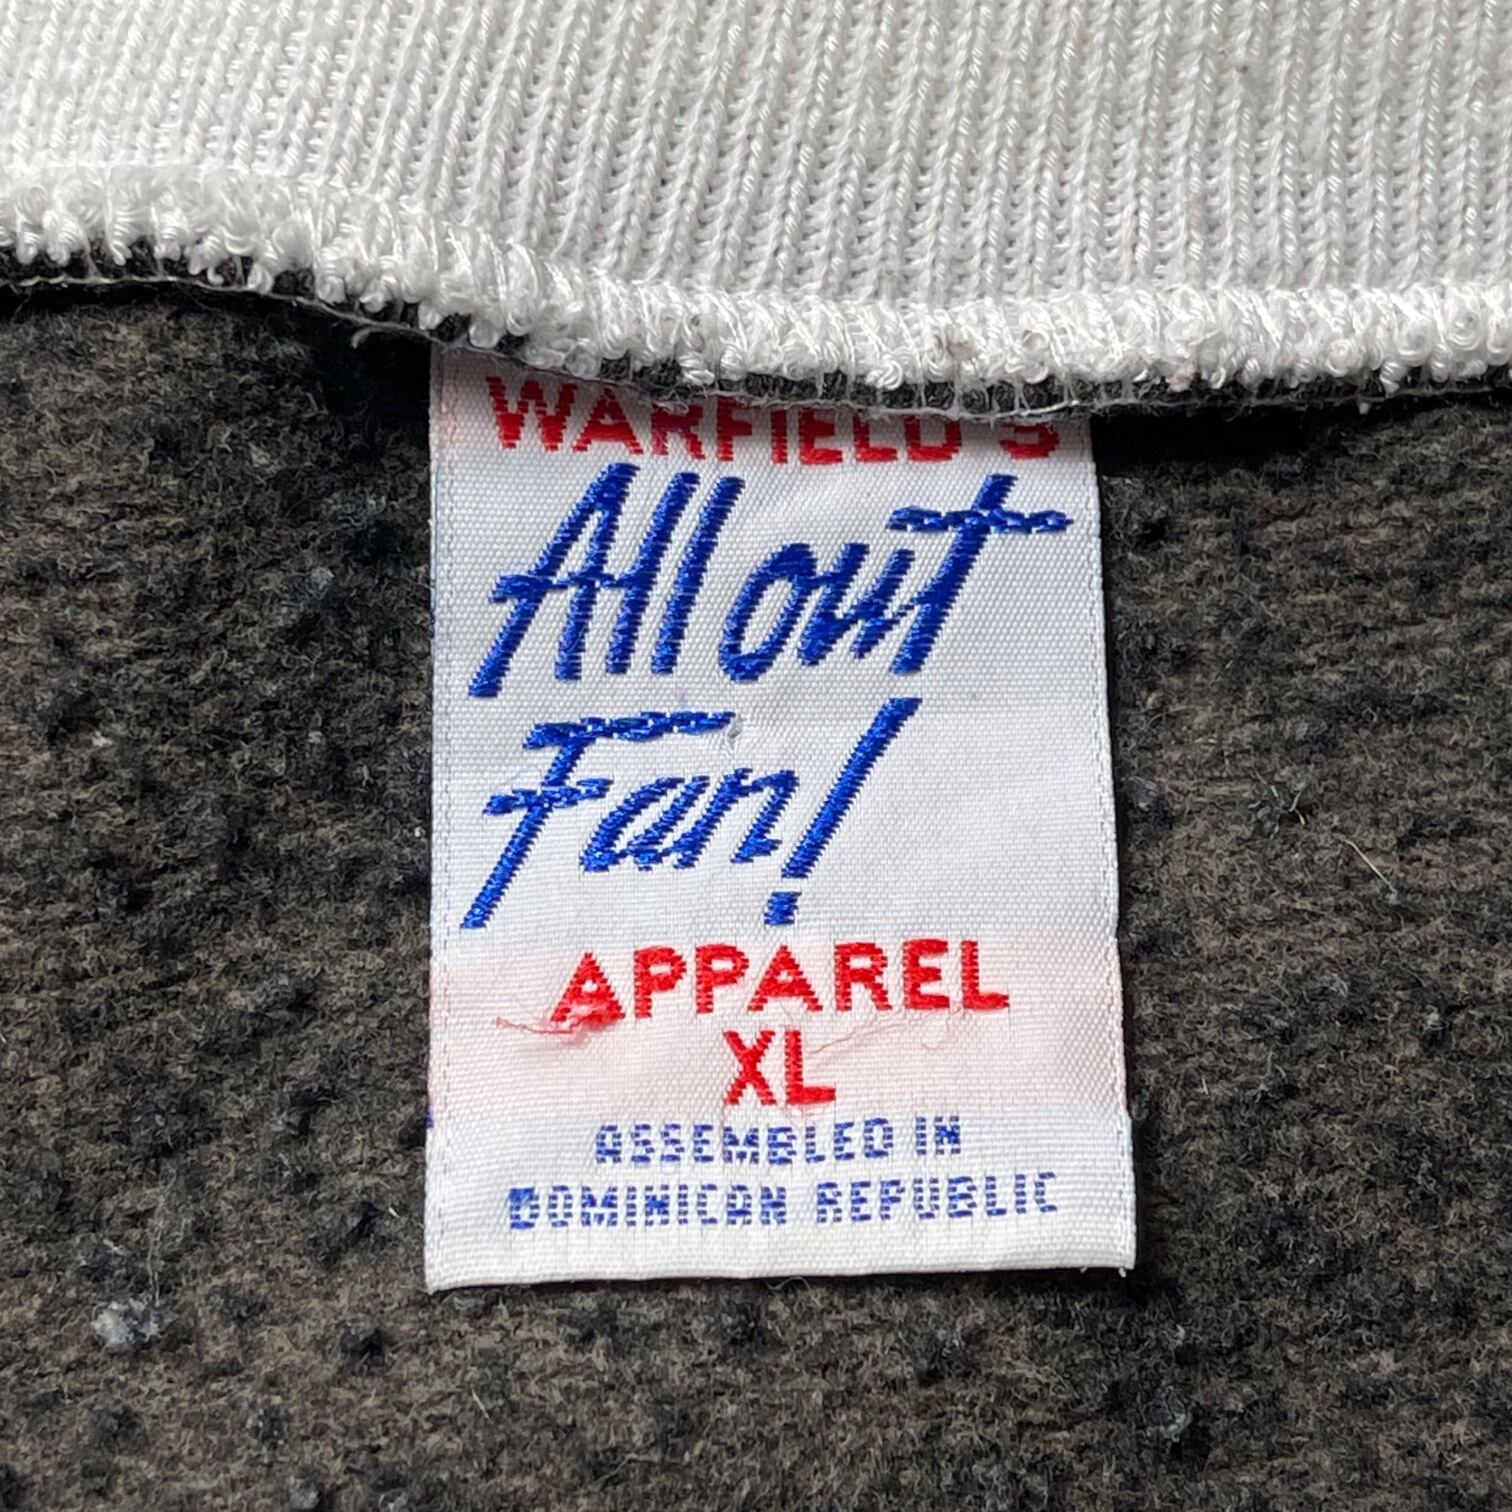 WARFIELD'S
All out
Fan!
APPAREL
XL
ASSEMBLED IN
DOMINICAN REPUBLIC